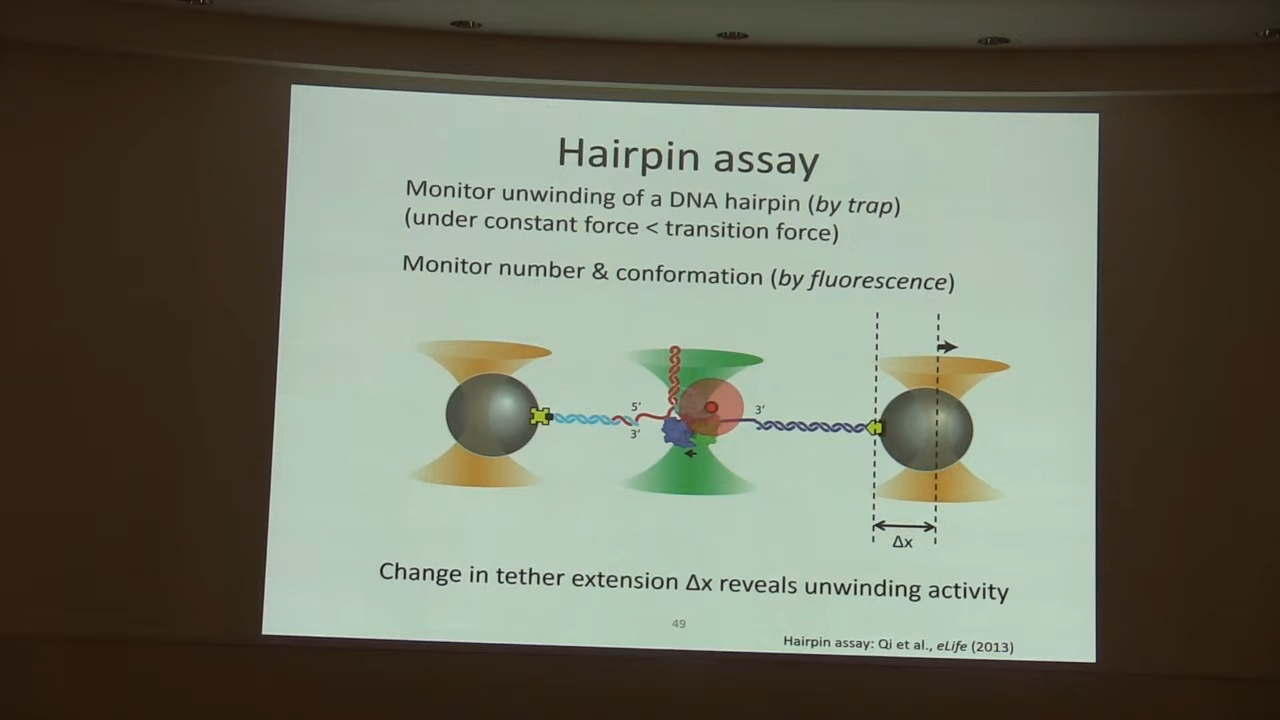 Hairpin assay
Monitor unwinding of a DNA hairpin (by trap)
(under constant force < transition force)
Monitor number & conformation (by fluorescence)
5’
3’
3’
Δx
Change in tether extension Δx reveals unwinding activity
49
Hairpin assay: Qi et al., eLife (2013)